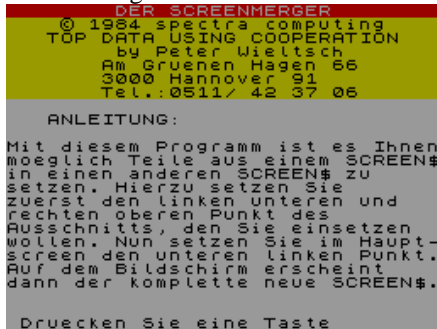 DER SCREENMERGER
© 1984 spectra computing
TOP DATA USING COOPERATION
by Peter Wieltsch
Am Gruenen Hagen 66
3000 Hannover 91
Tel.:0511/ 42 37 06
ANLEITUNG:
Mit diesem Programm ist es Ihnen
moeglich Teile aus einem SCREEN$
in einen anderen SCREEN$ zu
setzen. Hierzu setzen Sie
zuerst den linken unteren und
rechten oberen Punkt des
Ausschnitts, den Sie einsetzen
wollen. Nun setzen Sie im Haupt-
screen den unteren linken Punkt.
Auf dem Bildschirm erscheint
dann der komplette neue SCREEN$.
Druecken Sie eine Taste